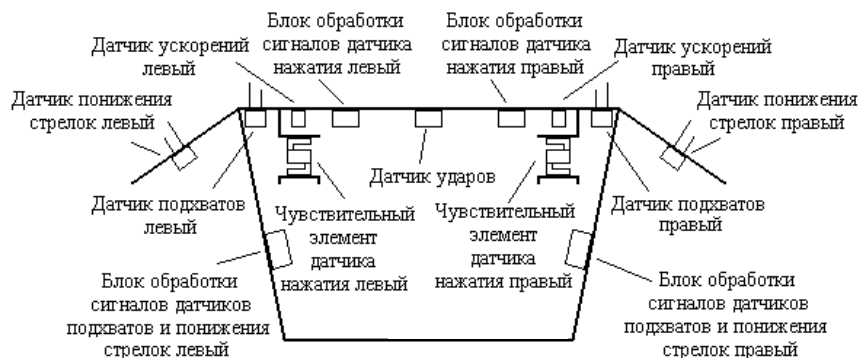 Датчик ускорений
левый
Блок обработки
сигналов датчика
нажатия левый
Блок обработки
сигналов датчика
нажатия правый
Датчик ускорений
правый
Датчик понижения
стрелок левый
Датчик понижения
стрелок правый
Датчик подхватов
левый
Чувствительный
элемент
датчика
нажатия левый
Датчик ударов
Чувствительный
элемент
датчика
нажатия правый
Датчик подхватов
правый
Блок обработки
сигналов датчиков
подхватов и понижения
стрелок левый
Блок обработки
сигналов датчиков
подхватов и понижения
стрелок правый